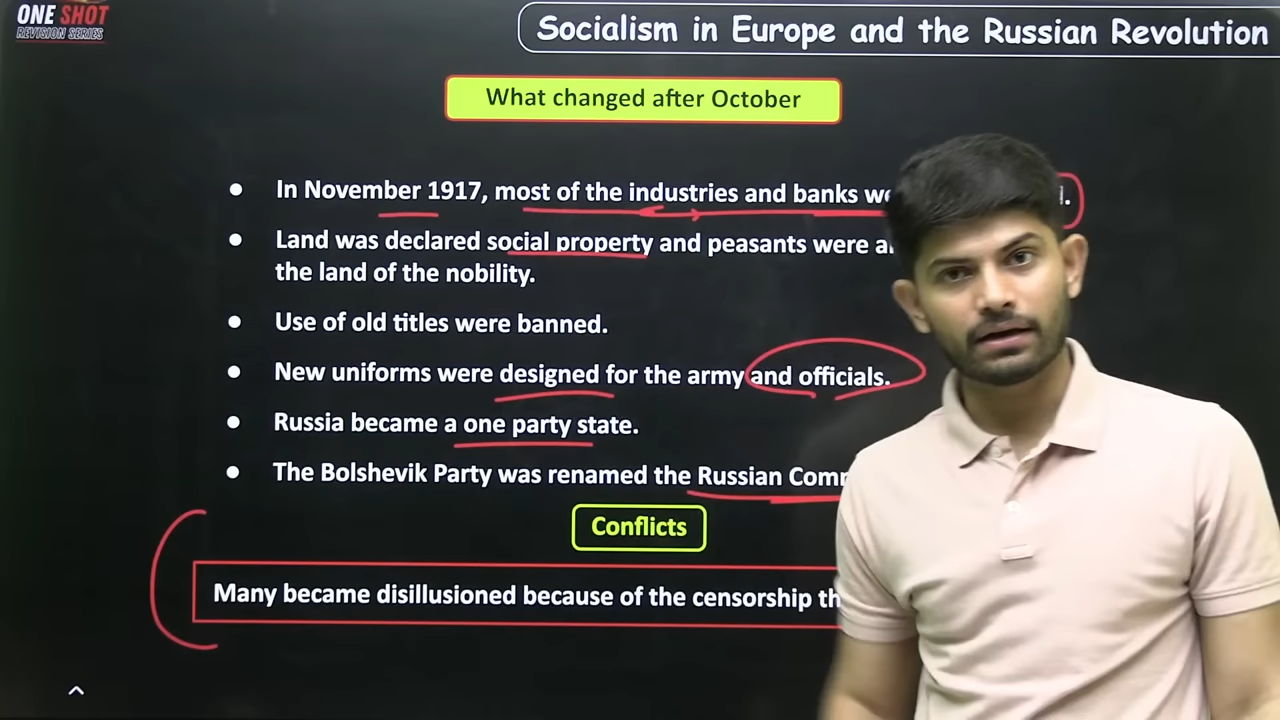 ONE SHOT
REVISION SERIES
Socialism in Europe and the Russian Revolution
What changed after October
● In November 1917, most of the industries and banks
● Land was declared social property and peasants were
the land of the nobility.
● Use of old titles were banned.
● New uniforms were designed for the army and officials.
● Russia became a one party state.
● The Bolshevik Party was renamed the Russian
Conflicts
Many became disillusioned because of the censorship